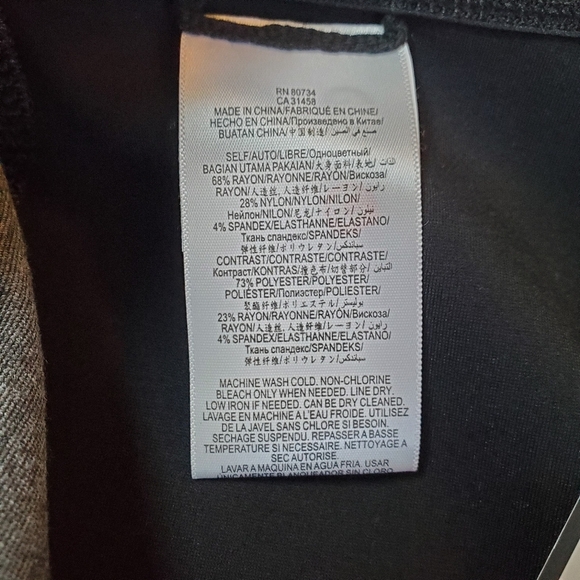 RN 80734
CA 31458
MADE IN CHINA/FABRIQUÉ EN CHINE/
HECHO EN CHINA/Произведено в Китае/
BUATAN CHINA/中国制造/ صنع في الصين
SELF/AUTO/LIBRE/Одноцветный/
BAGIAN UTAMA PAKAIAN/大身面料/表地/ الذات
68% RAYON/RAYONNE/RAYÓN/Вискоза/
RAYON/人造丝, 人造纤维/レーヨン/ رايون
28% NYLON/NYLON/NILON/
Нейлон/NILON/尼龙/ナイロン/ نيلون
4% SPANDEX/ELASTHANNE/ELASTANO/
Ткань спандекс/SPANDEKS/
弹性纤维/ポリウレタン/ سباندكس
CONTRAST/CONTRASTE/CONTRASTE/
Контраст/KONTRAS/撞色布/切替部分/ التباين
73% POLYESTER/POLYESTER/
POLIÉSTER/Полиэстер/POLIESTER/
聚酯纤维/ポリエステル/ بوليستر
23% RAYON/RAYONNE/RAYÓN/Вискоза/
RAYON/人造丝, 人造纤维/レーヨン/ رايون
4% SPANDEX/ELASTHANNE/ELASTANO/
Ткань спандекс/SPANDEKS/
弹性纤维/ポリウレタン/ سباندكس
MACHINE WASH COLD. NON-CHLORINE
BLEACH ONLY WHEN NEEDED. LINE DRY.
LOW IRON IF NEEDED. CAN BE DRY CLEANED.
LAVAGE EN MACHINE A L'EAU FROIDE. UTILISEZ
DE LA JAVEL SANS CHLORE SI BESOIN.
SECHAGE SUSPENDU. REPASSER A BASSE
TEMPERATURE SI NECESSAIRE. NETTOYAGE A
SEC AUTORISE.
LAVAR A MAQUINA EN AGUA FRIA. USAR
UNICAMENTE BLANQUEADOR SIN CLORO